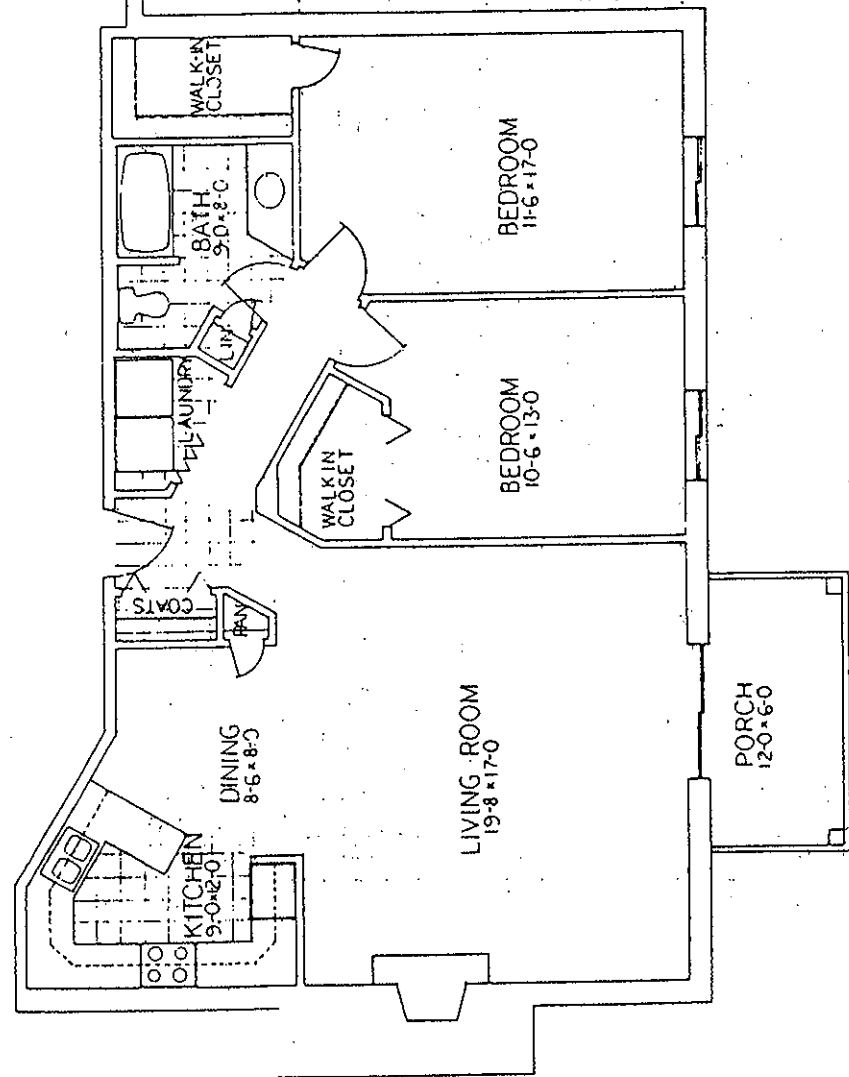 WALK-IN
CLOSET
BATH
9-0×8-0
BEDROOM
11-6×17-0
LIN
LAUNDRY
WALKIN
CLOSET
BEDROOM
10-6×13-0
COATS
PAN
DINING
8-6×8-0
KITCHEN
9-0×12-0
LIVING ROOM
19-8×17-0
PORCH
12-0×6-0